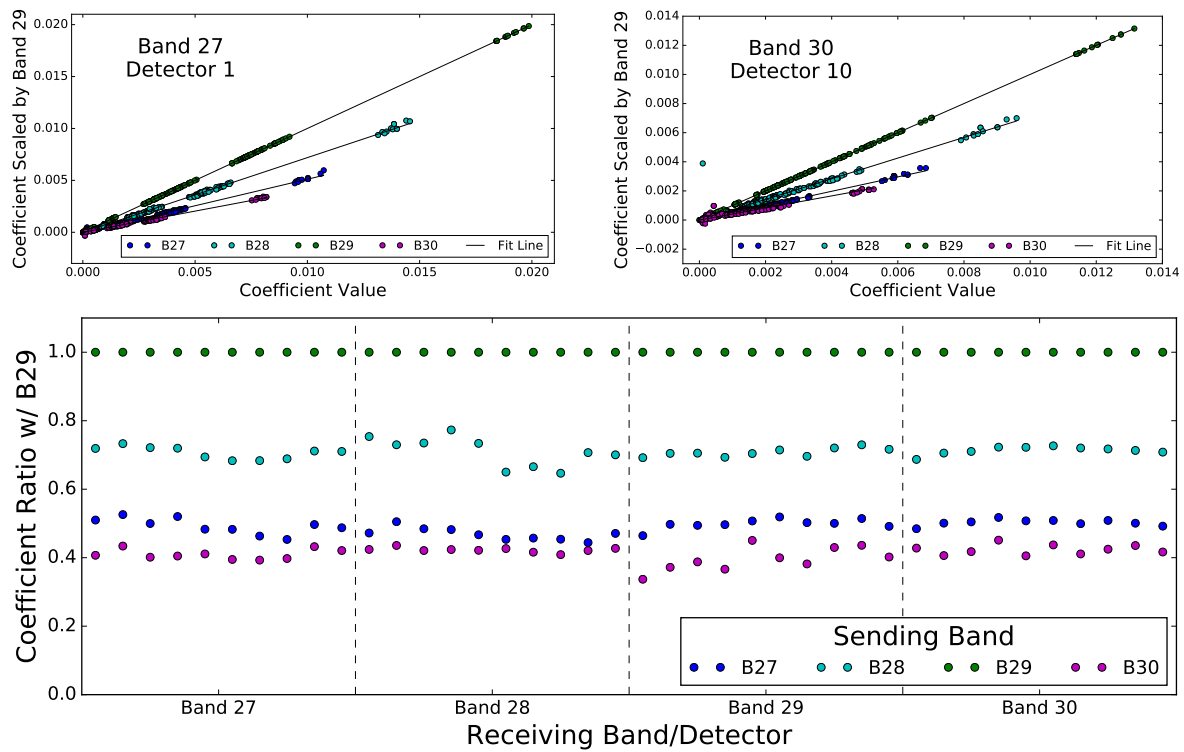 Coefficient Scaled by Band 29
0.020
0.015
0.010
0.005
0.000
Band 27
Detector 1
B27 B28 B29 B30 Fit Line
0.000 0.005 0.010 0.015 0.020
Coefficient Value
Coefficient Scaled by Band 29
0.014
0.012
0.010
0.008
0.006
0.004
0.002
0.000
−0.002
Band 30
Detector 10
B27 B28 B29 B30 Fit Line
0.000 0.002 0.004 0.006 0.008 0.010 0.012 0.014
Coefficient Value
Coefficient Ratio w/ B29
1.0
0.8
0.6
0.4
0.2
0.0
Sending Band
B27 B28 B29 B30
Band 27 Band 28 Band 29 Band 30
Receiving Band/Detector